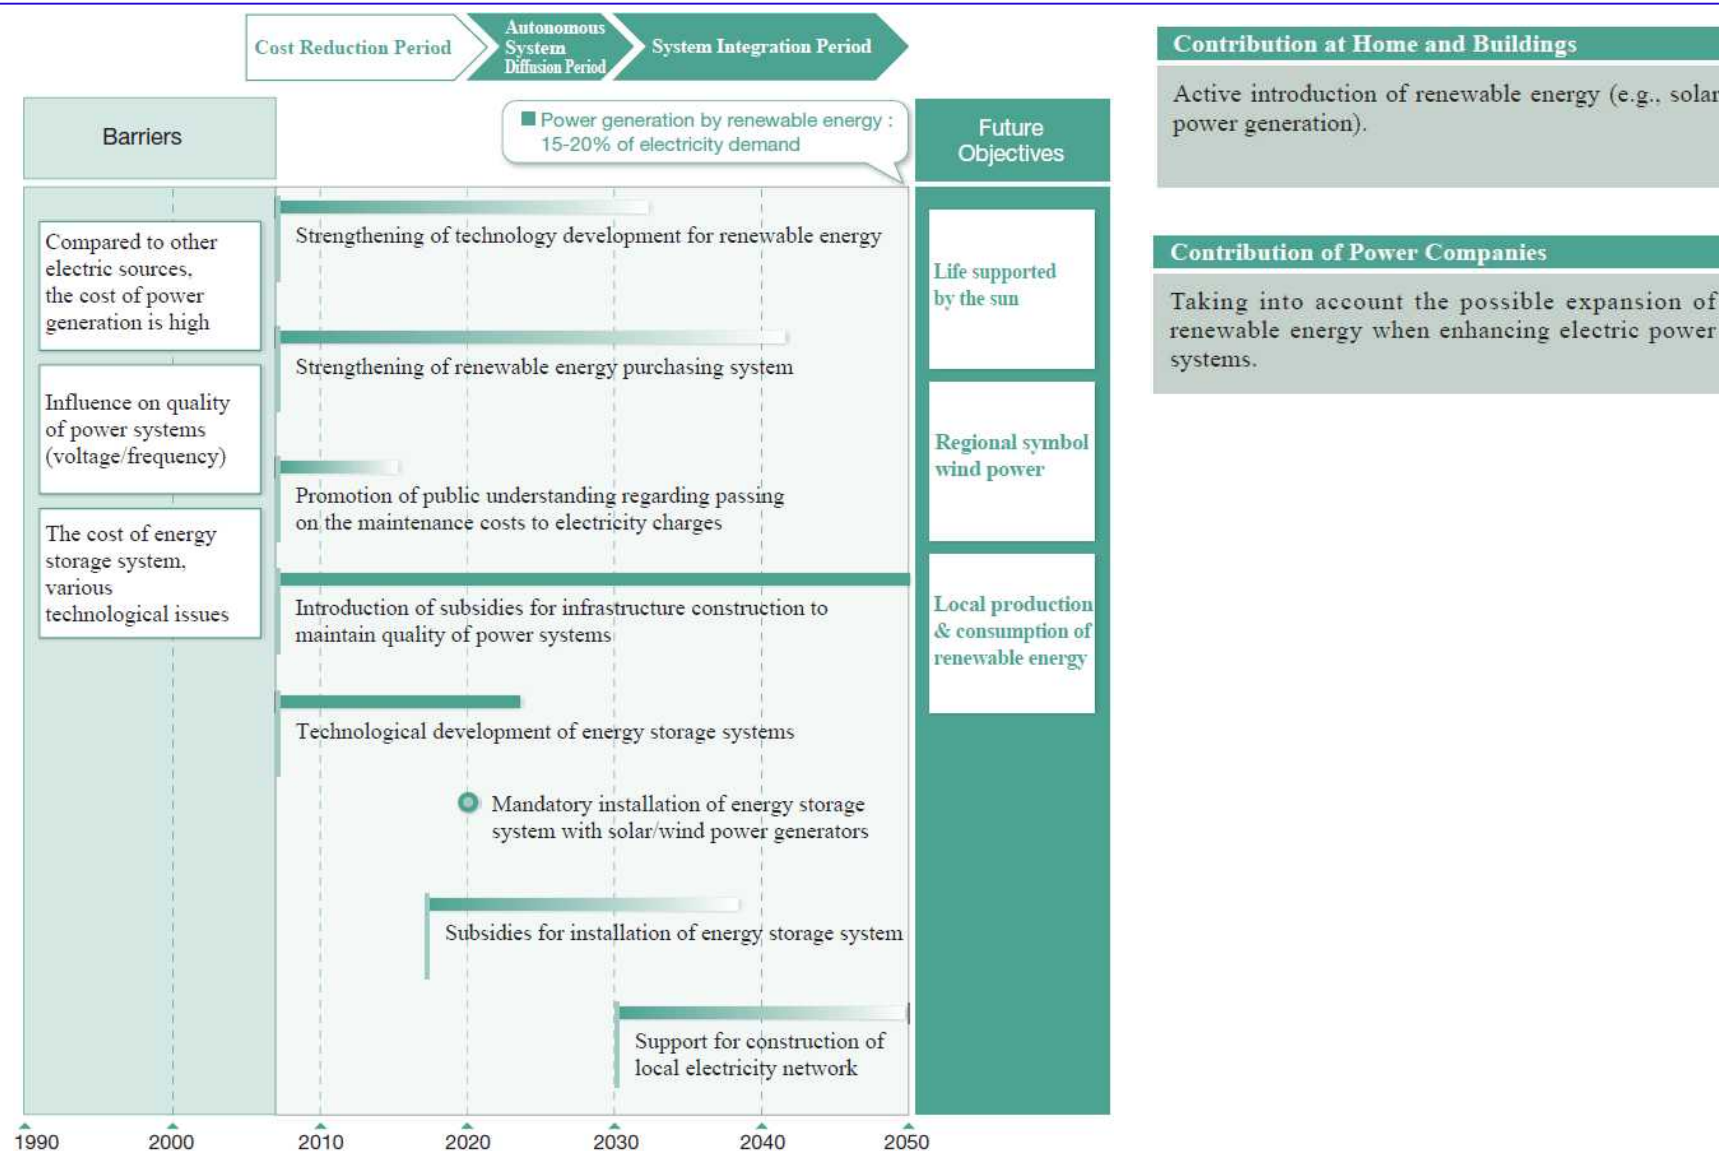 Cost Reduction Period
Autonomous
System
Diffusion Period
System Integration Period
Barriers
Power generation by renewable energy :
15-20% of electricity demand
Future
Objectives
Compared to other
electric sources,
the cost of power
generation is high
Influence on quality
of power systems
(voltage/frequency)
The cost of energy
storage system,
various
technological issues
Strengthening of technology development for renewable energy
Strengthening of renewable energy purchasing system
Promotion of public understanding regarding passing
on the maintenance costs to electricity charges
Introduction of subsidies for infrastructure construction to
maintain quality of power systems
Technological development of energy storage systems
Mandatory installation of energy storage
system with solar/wind power generators
Subsidies for installation of energy storage system
Support for construction of
local electricity network
Life supported
by the sun
Regional symbol
wind power
Local production
& consumption of
renewable energy
1990
2000
2010
2020
2030
2040
2050
Contribution at Home and Buildings
Active introduction of renewable energy (e.g., solar
power generation).
Contribution of Power Companies
Taking into account the possible expansion of
renewable energy when enhancing electric power
systems.